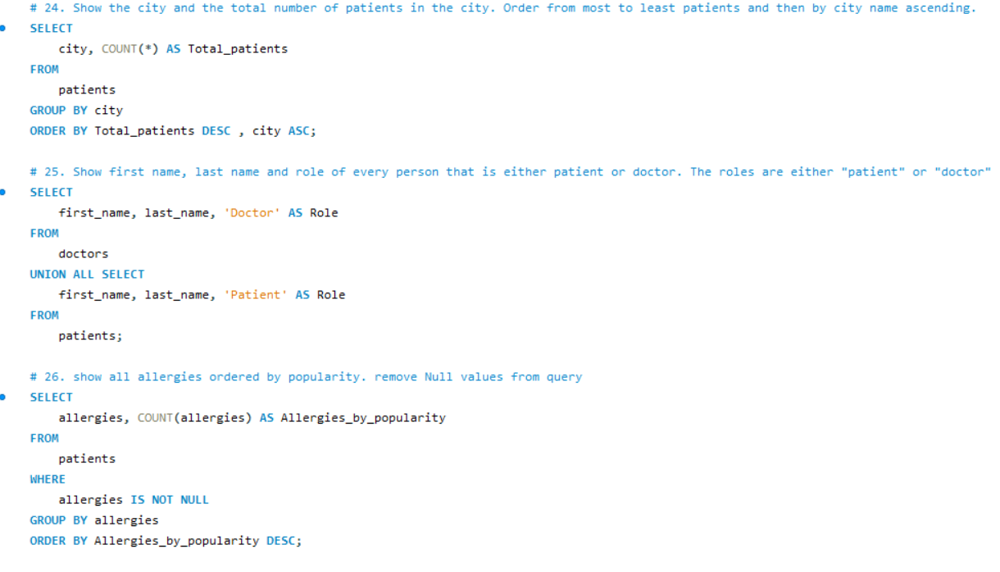 # 24. Show the city and the total number of patients in the city. Order from most to least patients and then by city name ascending.
SELECT
city, COUNT(*) AS Total_patients
FROM
patients
GROUP BY city
ORDER BY Total_patients DESC , city ASC;
# 25. Show first name, last name and role of every person that is either patient or doctor. The roles are either "patient" or "doctor"
SELECT
first_name, last_name, 'Doctor' AS Role
FROM
doctors
UNION ALL SELECT
first_name, last_name, 'Patient' AS Role
FROM
patients;
# 26. show all allergies ordered by popularity. remove Null values from query
SELECT
allergies, COUNT(allergies) AS Allergies_by_popularity
FROM
patients
WHERE
allergies IS NOT NULL
GROUP BY allergies
ORDER BY Allergies_by_popularity DESC;